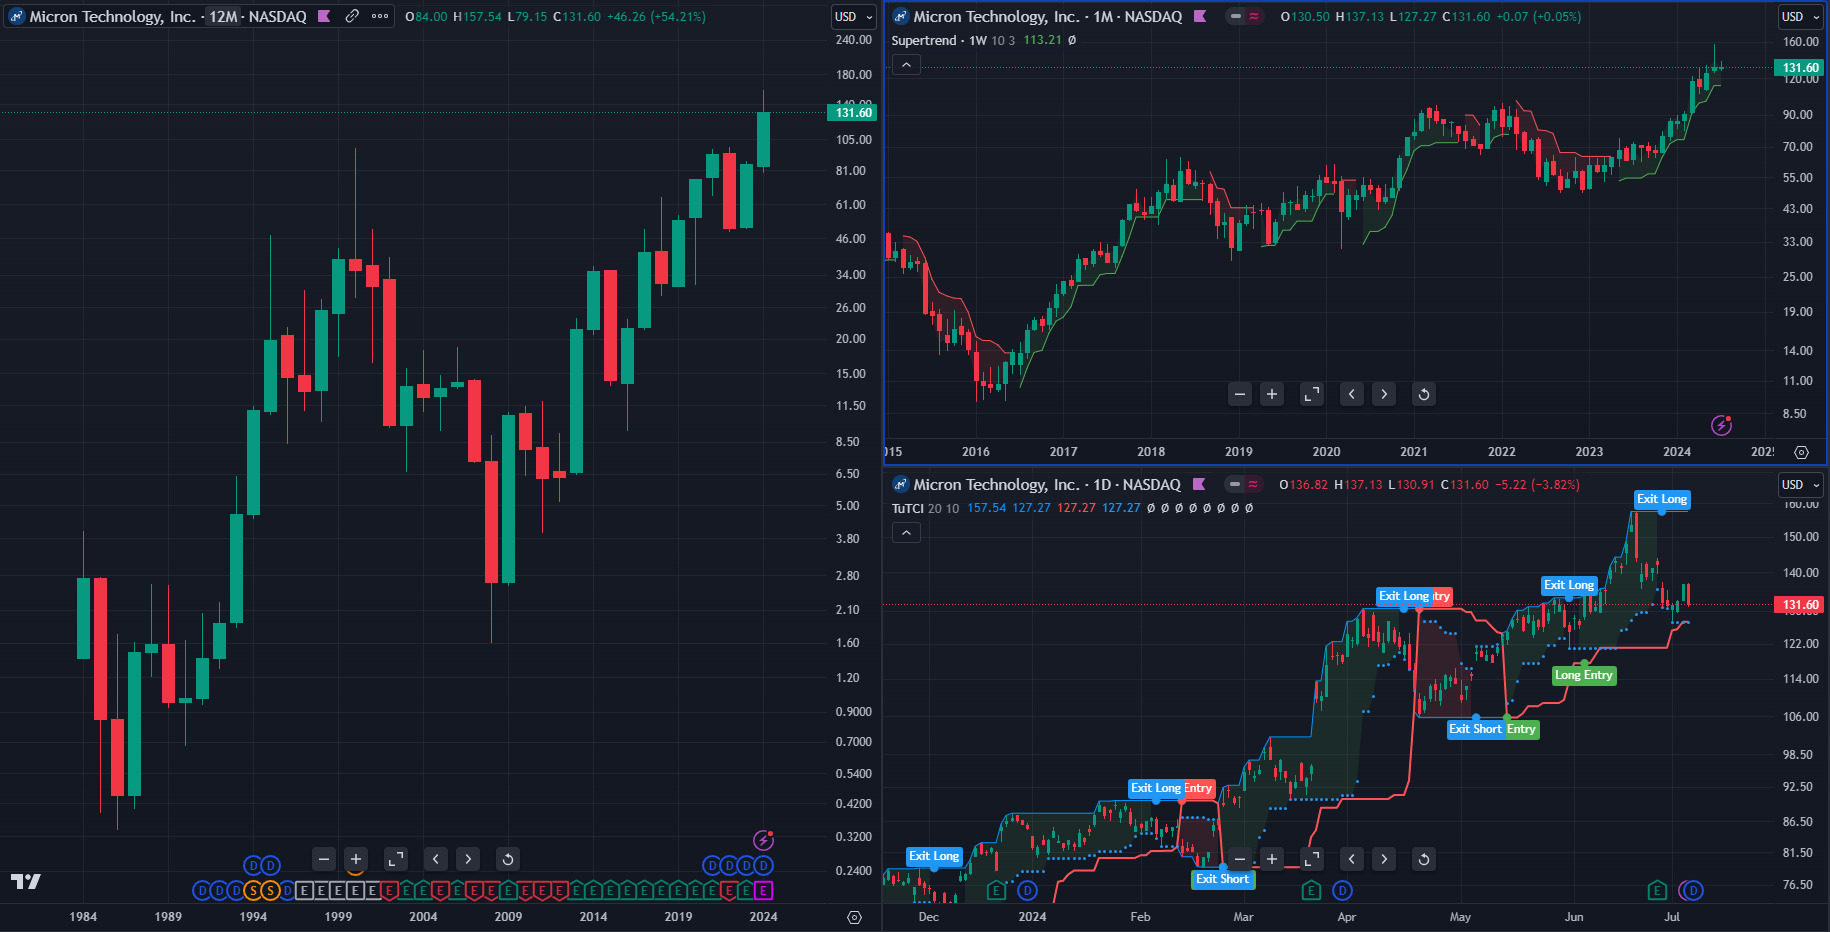 Micron Technology, Inc. · 12M · NASDAQ O84.00 H157.54 L79.15 C131.60 +46.26 (+54.21%)
USD
240.00
180.00
140.00
131.60
105.00
81.00
61.00
46.00
34.00
26.00
20.00
15.00
11.50
8.50
6.50
5.00
3.80
2.80
2.10
1.60
1.20
0.9000
0.7000
0.5400
0.4200
0.3200
0.2400
D D D D D D
D D D S S D E E E E E E E E E E E E E E E E E E E E E E E E E E E E
1984 1989 1994 1999 2004 2009 2014 2019 2024
Micron Technology, Inc. · 1M · NASDAQ O130.50 H137.13 L127.27 C131.60 +0.07 (+0.05%)
USD
Supertrend · 1W 10 3 113.21 Ø
160.00
131.60
120.00
90.00
70.00
55.00
43.00
33.00
25.00
19.00
14.00
11.00
8.50
2016 2017 2018 2019 2020 2021 2022 2023 2024
Micron Technology, Inc. · 1D · NASDAQ O136.82 H137.13 L130.91 C131.60 −5.22 (−3.82%)
USD
TuTCI 20 10 157.54 127.27 127.27 127.27 Ø Ø Ø Ø Ø Ø Ø Ø
Exit Long
160.00
150.00
140.00
Exit Long
Exit Long try
131.60
122.00
Long Entry
114.00
106.00
Exit Short Entry
98.50
92.50
Exit Long Entry
86.50
81.50
Exit Long
Exit Short
76.50
E D E D E D
Dec 2024 Feb Mar Apr May Jun Jul